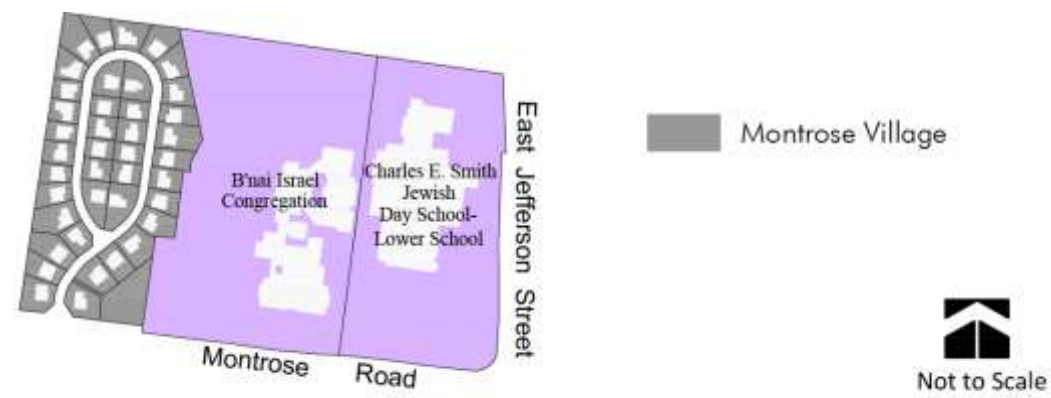 B'nai Israel
Congregation
Charles E. Smith
Jewish
Day School-
Lower School
East Jefferson Street
Montrose Road
Montrose Village
Not to Scale